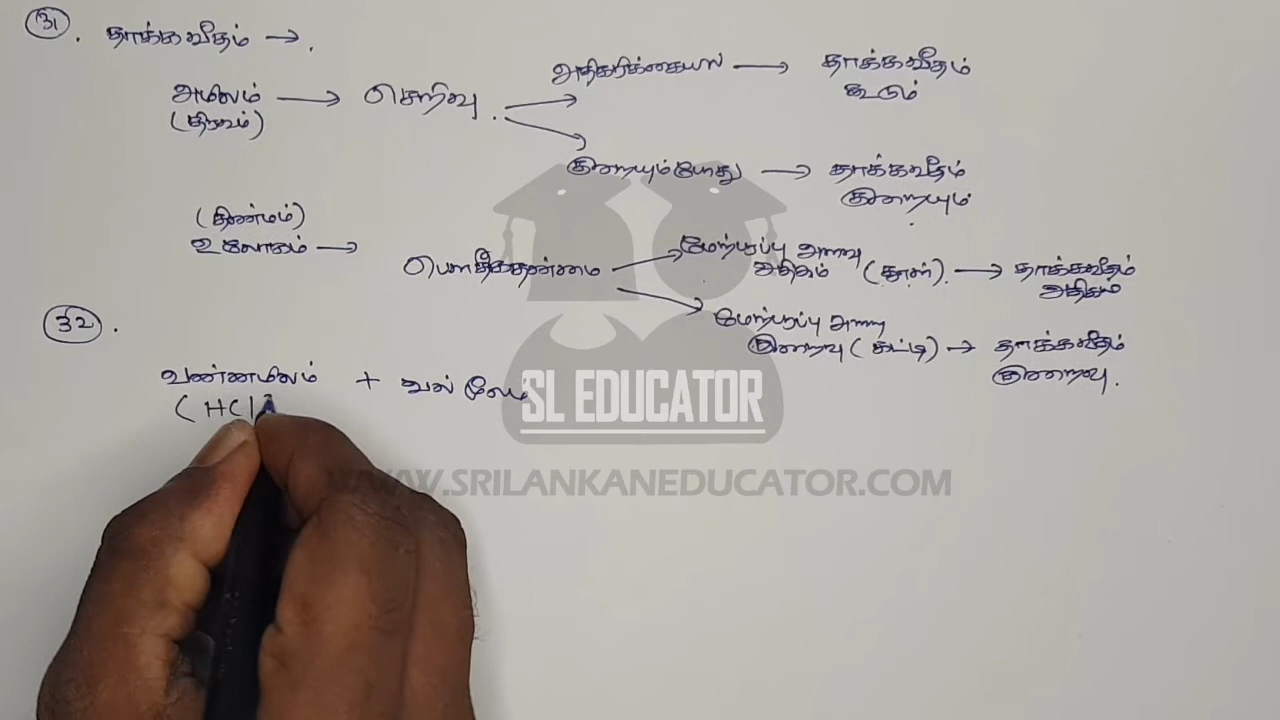 31. தாக்கவீதம் →.
அமிலம் (திரவம்) → செறிவு.
அதிகரிக்கையில் → தாக்கவீதம் கூடும்
குறையும்போது → தாக்கவீதம் குறையும்
(திண்மம்) உலோகம் →
பௌதீகத்தன்மை
மேற்பரப்பு அளவு அதிகம் (தூள்). → தாக்கவீதம் அதிகம்
மேற்பரப்பு அளவு குறைவு (கட்டி) → தாக்கவீதம் குறைவு.
32.
வன்னமிலம் + வல்
( HCl
SL EDUCATOR
WWW.SRILANKANEDUCATOR.COM